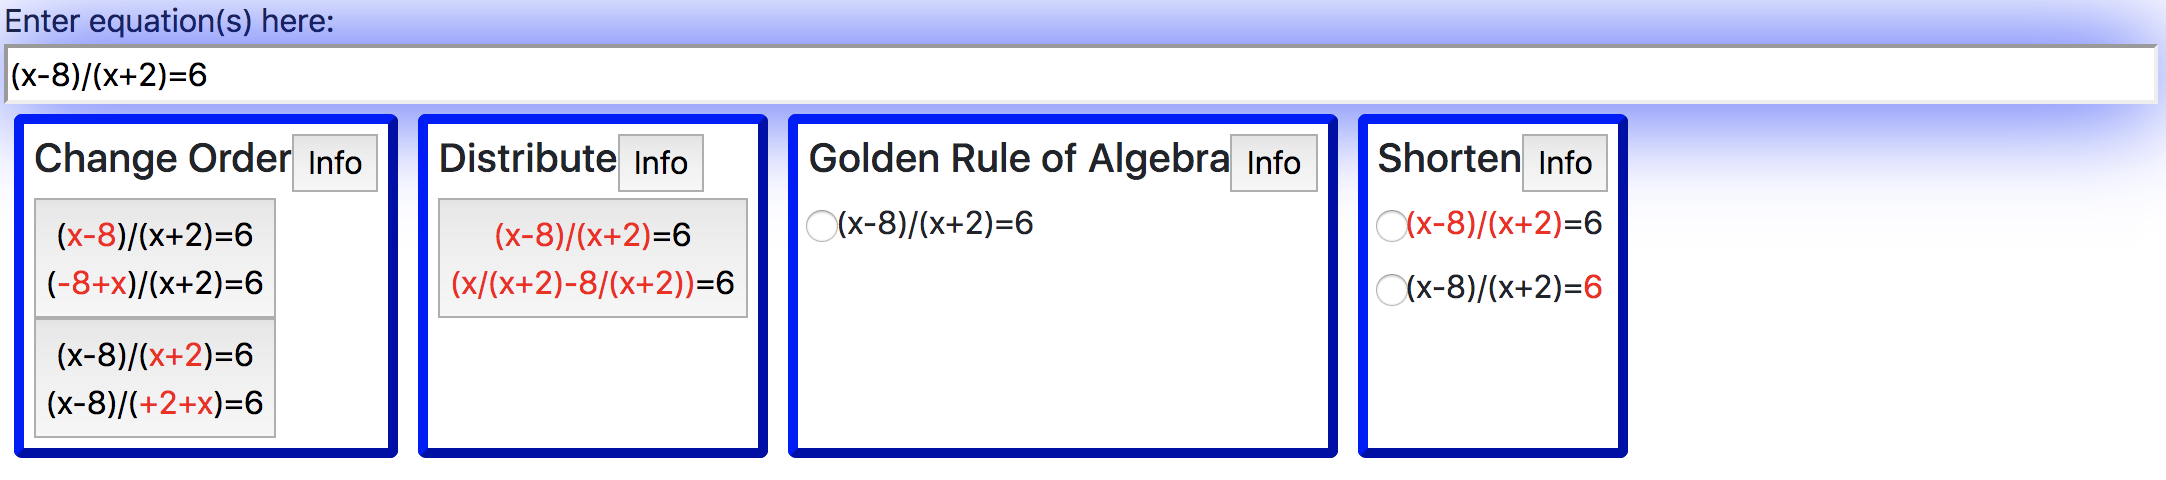 Enter equation(s) here:
(x-8)/(x+2)=6
Change Order Info
(x-8)/(x+2)=6
(-8+x)/(x+2)=6
(x-8)/(x+2)=6
(x-8)/(+2+x)=6
Distribute Info
(x-8)/(x+2)=6
(x/(x+2)-8/(x+2))=6
Golden Rule of Algebra Info
(x-8)/(x+2)=6
Shorten Info
(x-8)/(x+2)=6
(x-8)/(x+2)=6